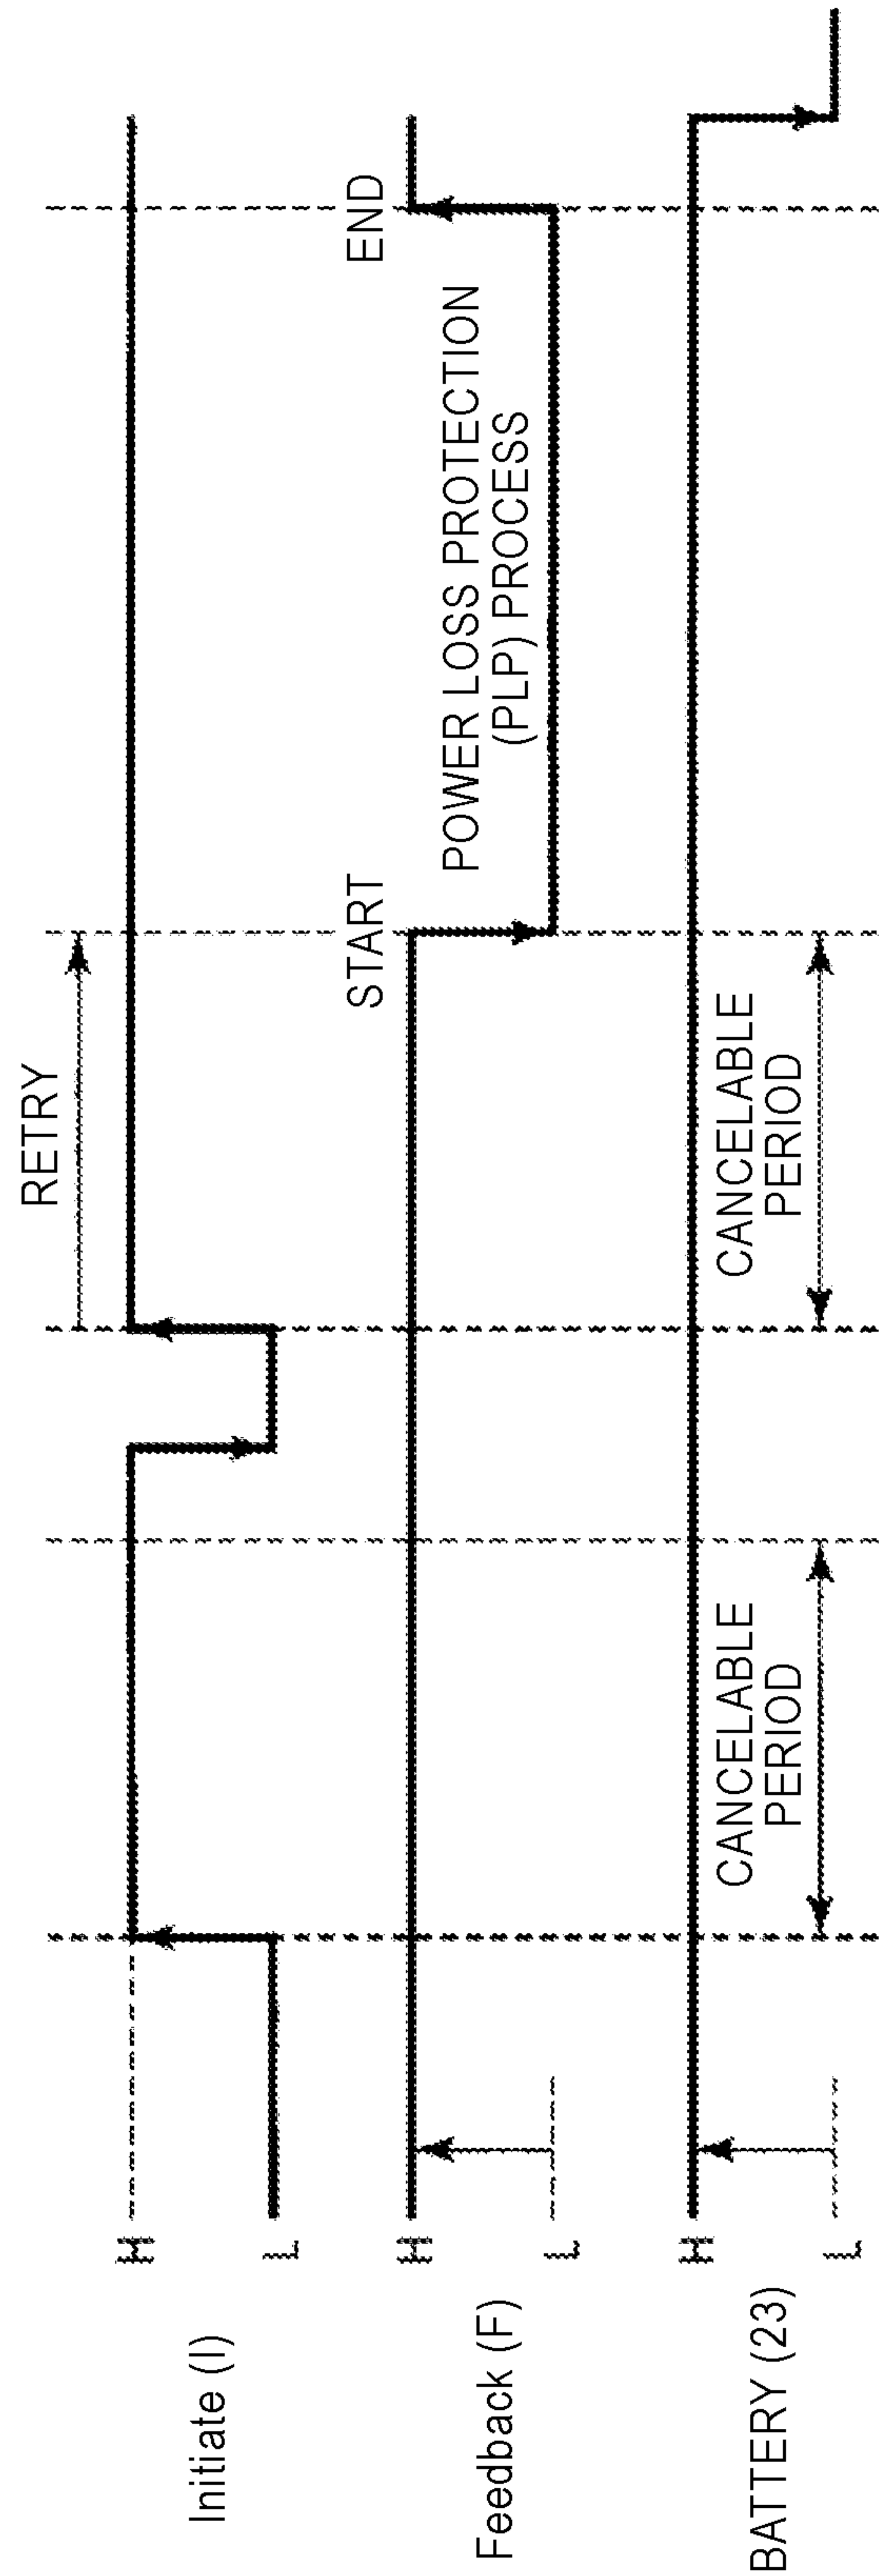 RETRY
Initiate (I)
H
L
START
END
Feedback (F)
H
L
POWER LOSS PROTECTION
(PLP) PROCESS
BATTERY (23)
H
L
CANCELABLE
PERIOD
CANCELABLE
PERIOD